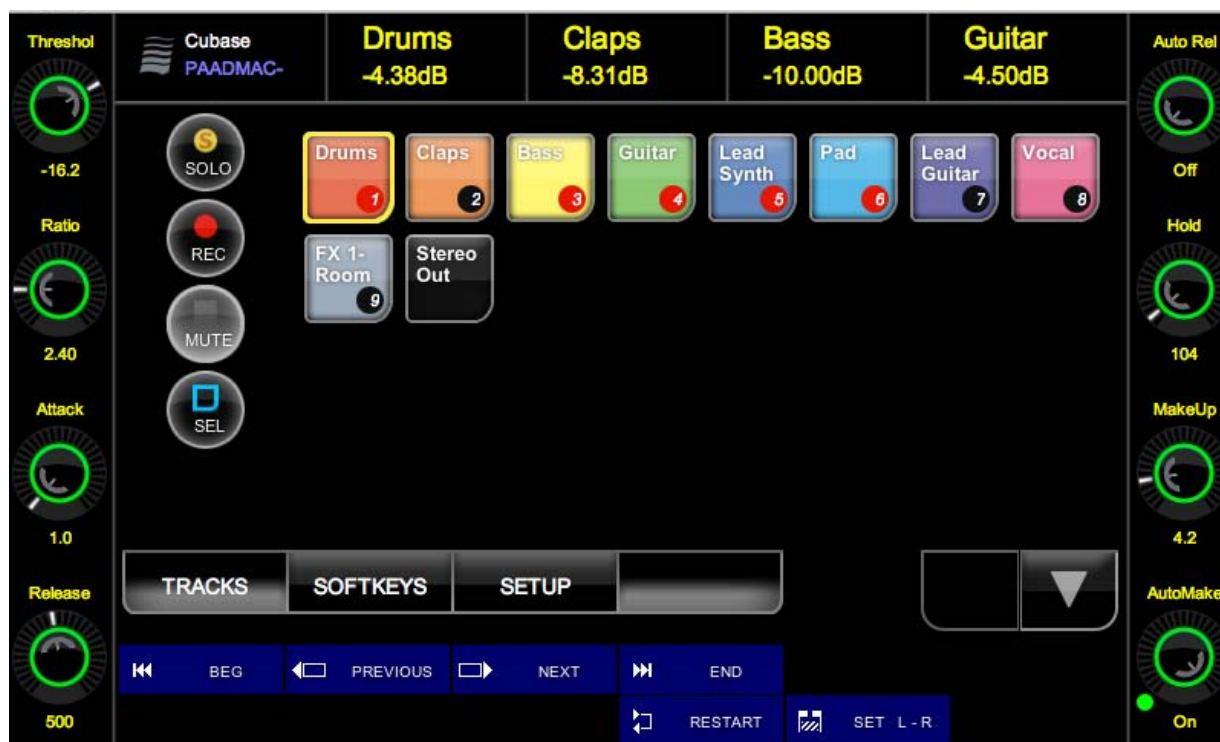 Threshol
-16.2
Ratio
2.40
Attack
1.0
Release
500
Cubase
PAADMAC-
Drums
-4.38dB
Claps
-8.31dB
Bass
-10.00dB
Guitar
-4.50dB
S
SOLO
REC
MUTE
SEL
Drums
1
Claps
2
Bass
3
Guitar
4
Lead
Synth
5
Pad
6
Lead
Guitar
7
Vocal
8
FX 1-
Room
9
Stereo
Out
TRACKS
SOFTKEYS
SETUP
BEG
PREVIOUS
NEXT
END
RESTART
SET L-R
Auto Rel
Off
Hold
104
MakeUp
4.2
AutoMake
On